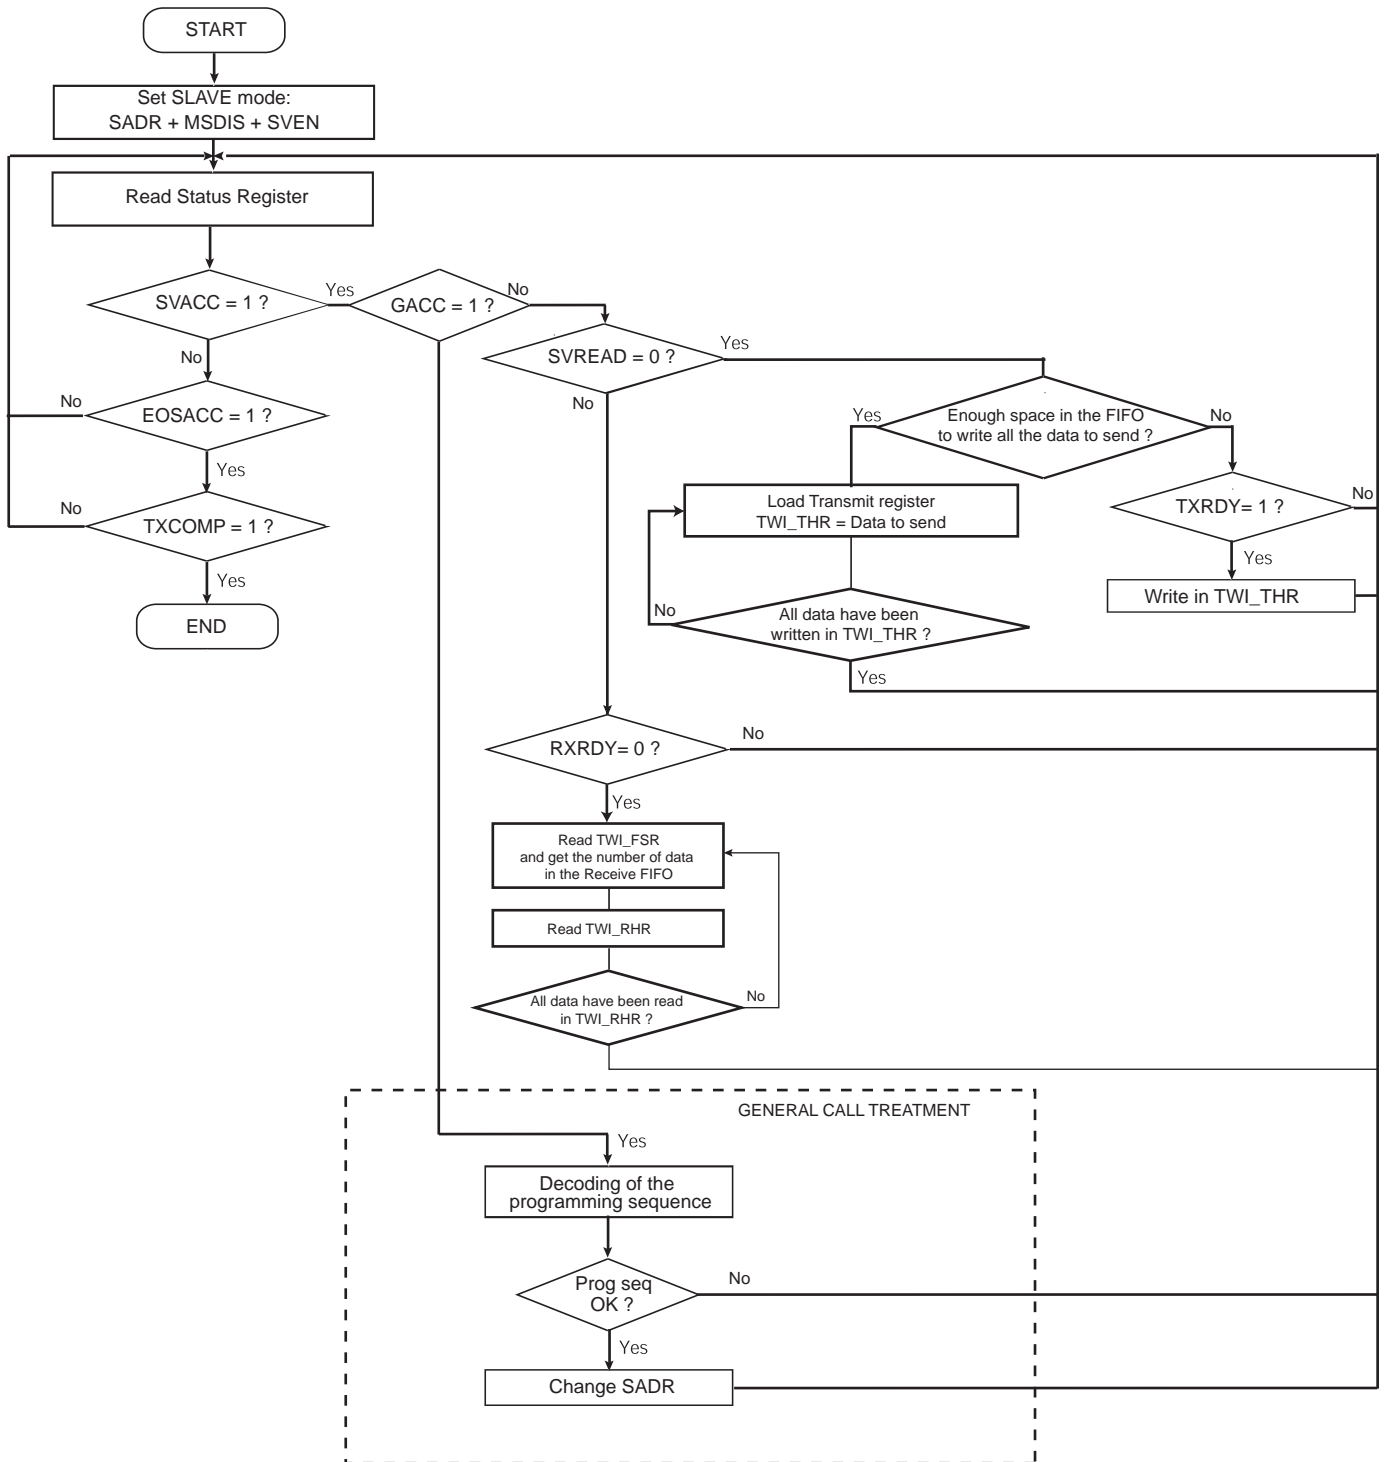 START
Set SLAVE mode:
SADR + MSDIS + SVEN
Read Status Register
SVACC = 1 ?
Yes
GACC = 1 ?
No
SVREAD = 0 ?
Yes
No
EOSACC = 1 ?
No
Yes
TXCOMP = 1 ?
No
Yes
END
No
Enough space in the FIFO
to write all the data to send ?
Yes
No
Load Transmit register
TWI_THR = Data to send
TXRDY= 1 ?
No
Yes
Write in TWI_THR
All data have been
written in TWI_THR ?
No
Yes
RXRDY= 0 ?
No
Yes
Read TWI_FSR
and get the number of data
in the Receive FIFO
Read TWI_RHR
All data have been read
in TWI_RHR ?
No
GENERAL CALL TREATMENT
Yes
Decoding of the
programming sequence
Prog seq
OK ?
No
Yes
Change SADR